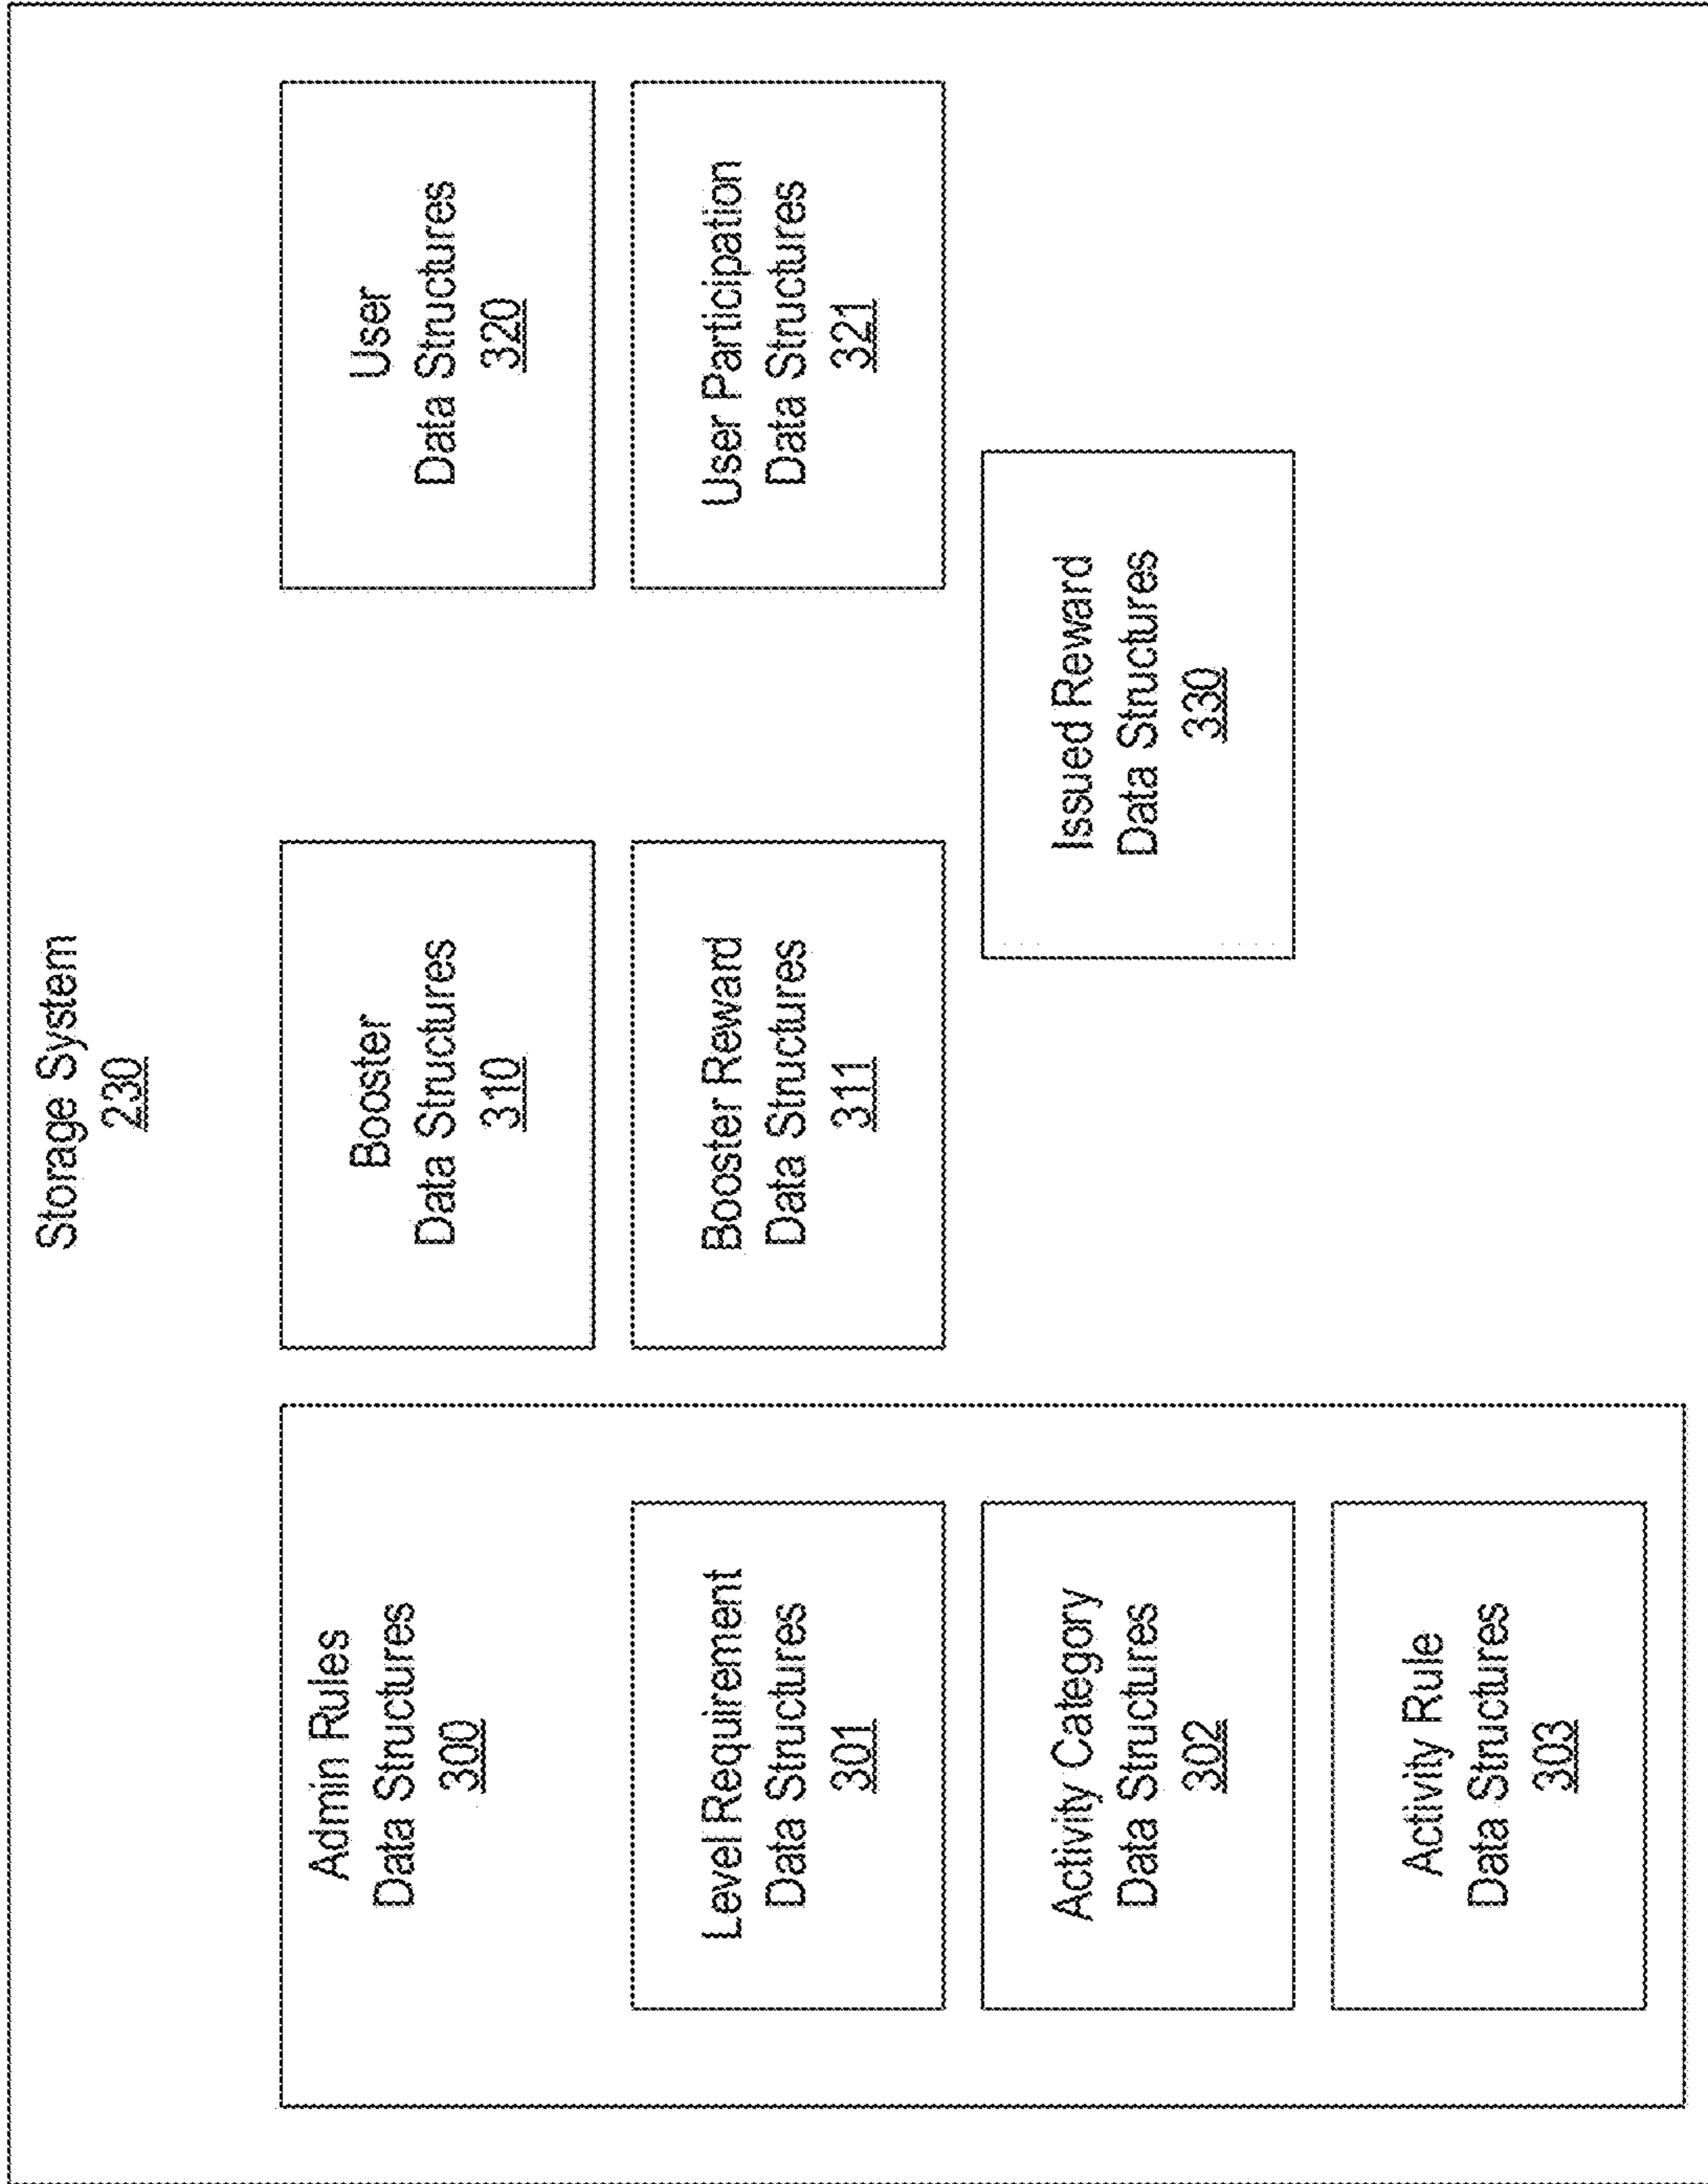 Storage System
230
Admin Rules
Data Structures
300
Level Requirement
Data Structures
301
Activity Category
Data Structures
302
Activity Rule
Data Structures
303
Booster
Data Structures
310
Booster Reward
Data Structures
311
User
Data Structures
320
User Participation
Data Structures
321
Issued Reward
Data Structures
330